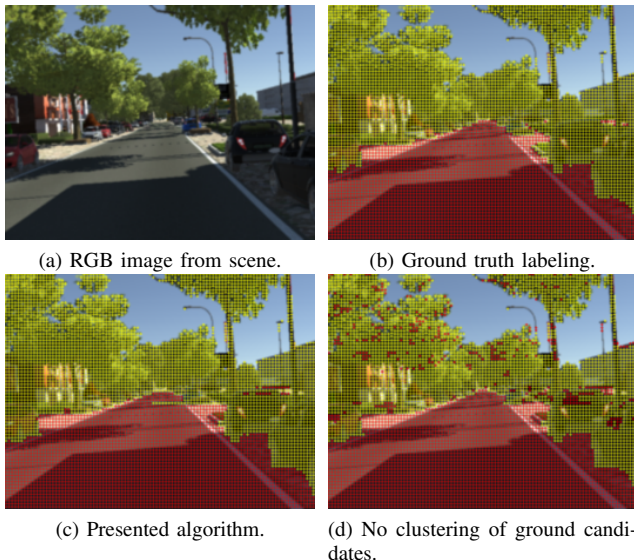 (a) RGB image from scene.
(b) Ground truth labeling.
(c) Presented algorithm.
(d) No clustering of ground candi-
dates.